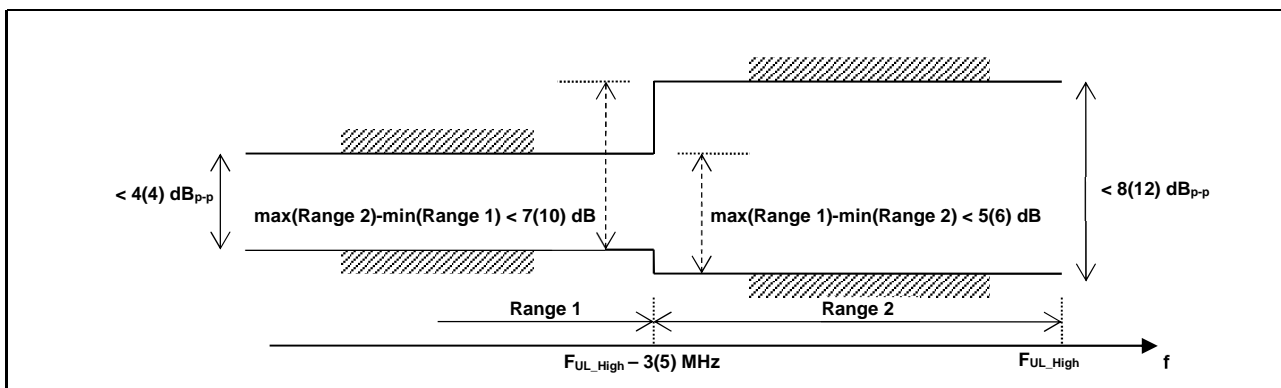 < 4(4) dBp-p
max(Range 2)-min(Range 1) < 7(10) dB
max(Range 1)-min(Range 2) < 5(6) dB
< 8(12) dBp-p
Range 1
Range 2
FUL_High – 3(5) MHz
FUL_High
f